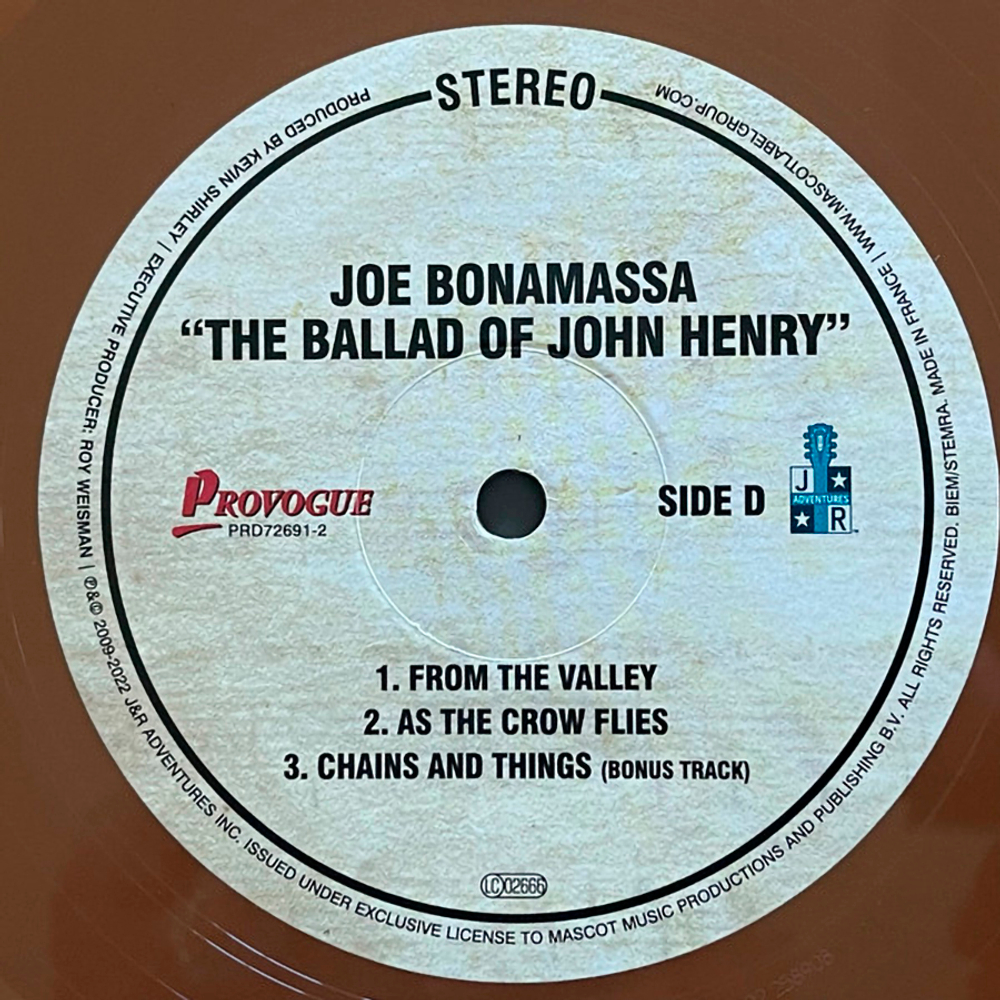 STEREO
JOE BONAMASSA
“THE BALLAD OF JOHN HENRY”
PROVOGUE
PRD72691-2
SIDE D
J
ADVENTURES
R
1. FROM THE VALLEY
2. AS THE CROW FLIES
3. CHAINS AND THINGS (BONUS TRACK)
LC 02666
PRODUCED BY KEVIN SHIRLEY | EXECUTIVE PRODUCER: ROY WEISMAN | ℗&© 2009-2022 J&R ADVENTURES INC. ISSUED UNDER EXCLUSIVE LICENSE TO MASCOT MUSIC PRODUCTIONS AND PUBLISHING B.V. ALL RIGHTS RESERVED. BIEM/STEMRA. MADE IN FRANCE | WWW.MASCOTLABELGROUP.COM